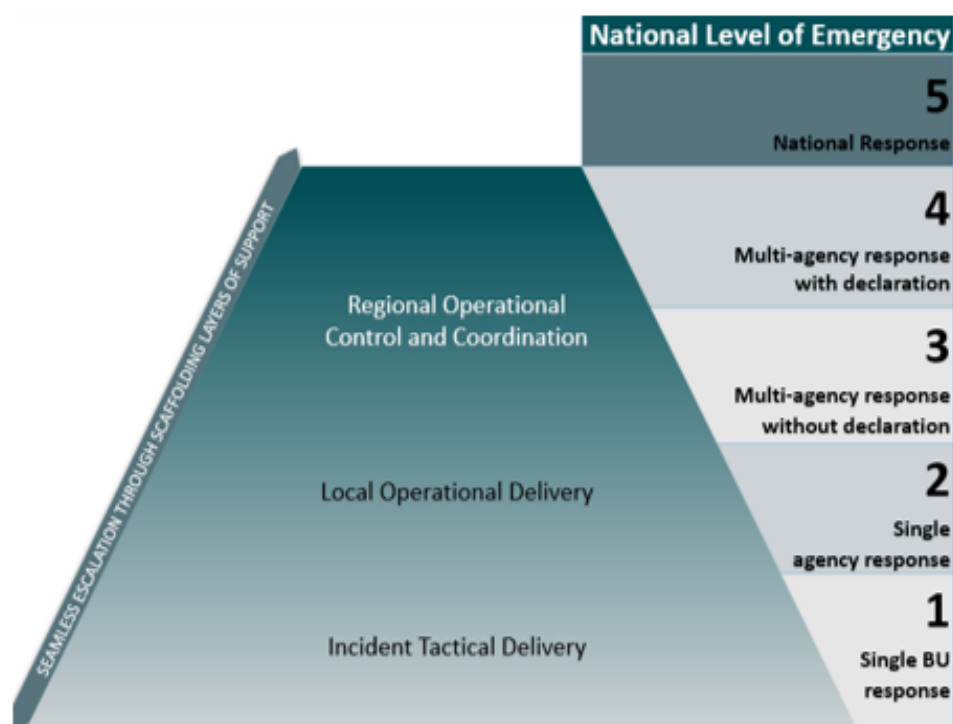 National Level of Emergency
5
National Response
4
Multi-agency response
with declaration
3
Multi-agency response
without declaration
2
Single
agency response
1
Single BU
response
SEAMLESS ESCALATION THROUGH SCAFFOLDING LAYERS OF SUPPORT
Regional Operational
Control and Coordination
Local Operational Delivery
Incident Tactical Delivery